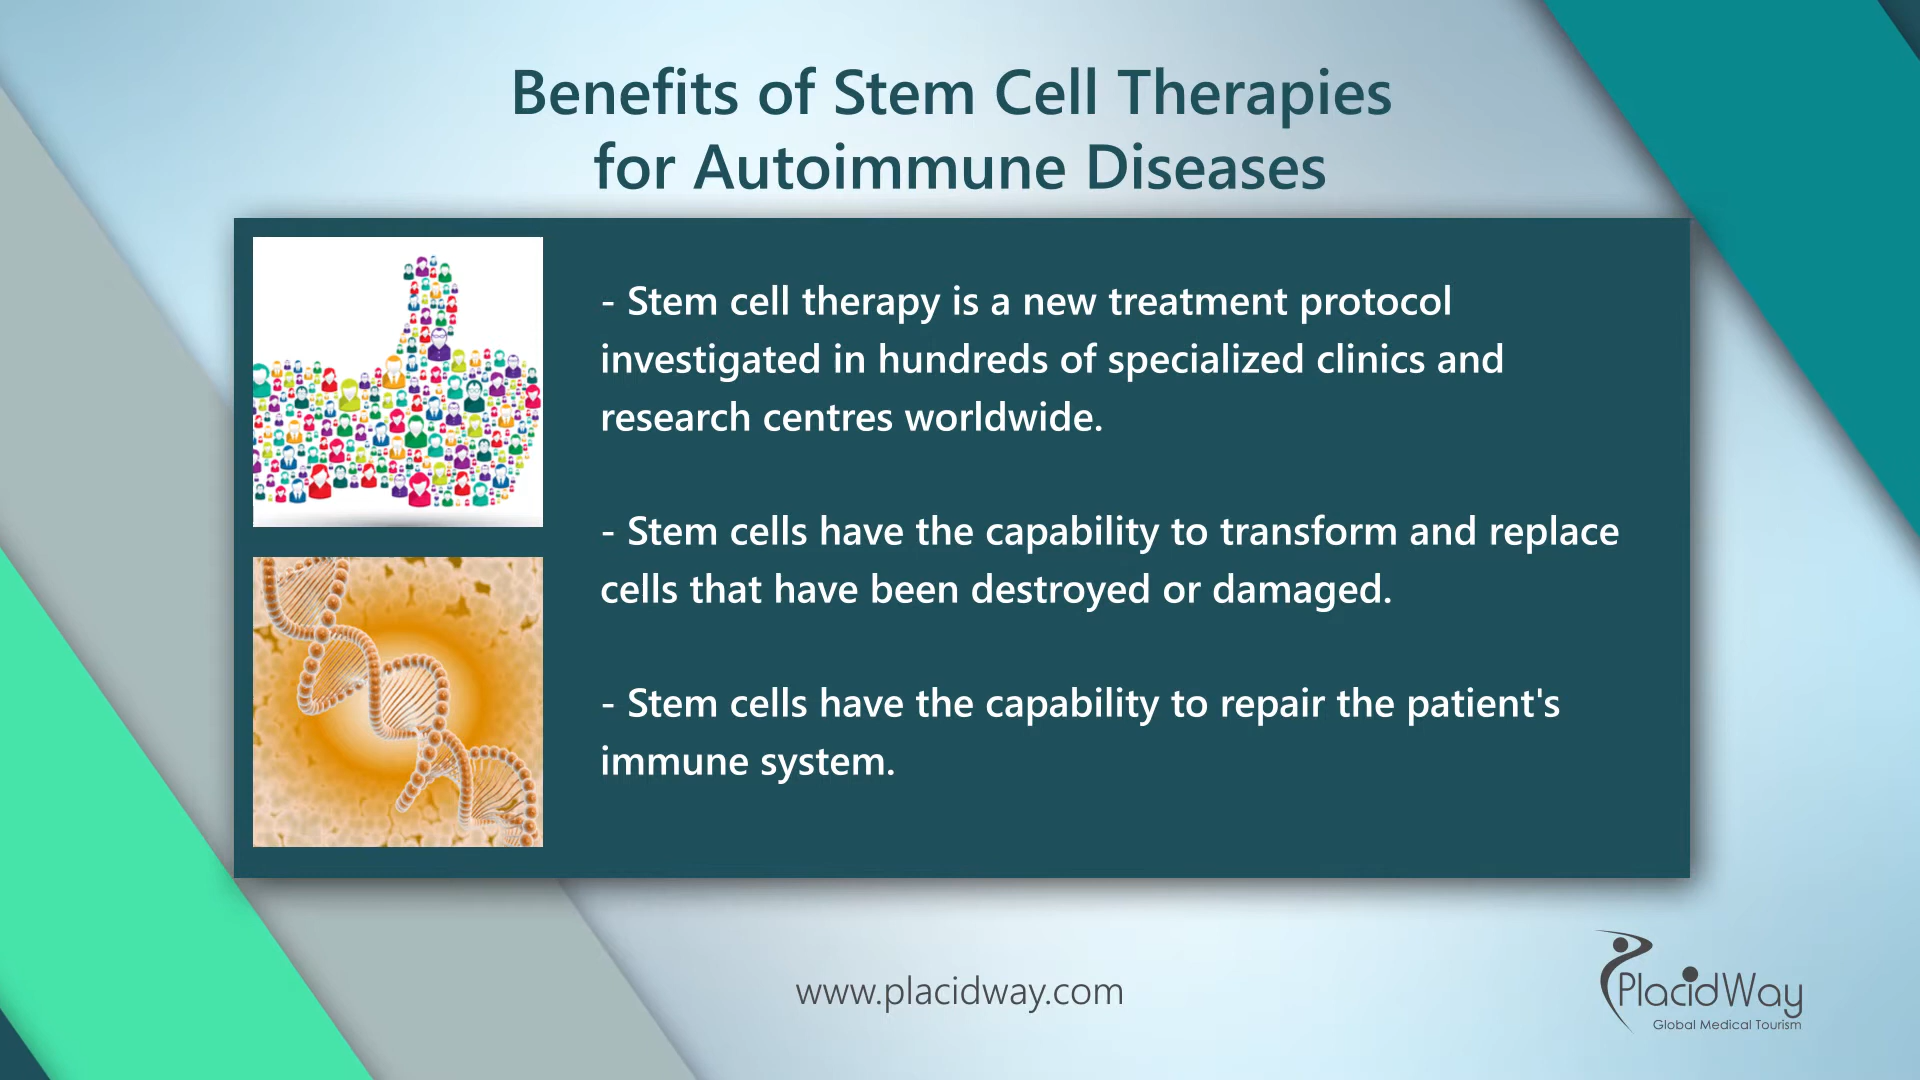 Benefits of Stem Cell Therapies
for Autoimmune Diseases
- Stem cell therapy is a new treatment protocol
investigated in hundreds of specialized clinics and
research centres worldwide.
- Stem cells have the capability to transform and replace
cells that have been destroyed or damaged.
- Stem cells have the capability to repair the patient's
immune system.
www.placidway.com
PlacidWay
Global Medical Tourism